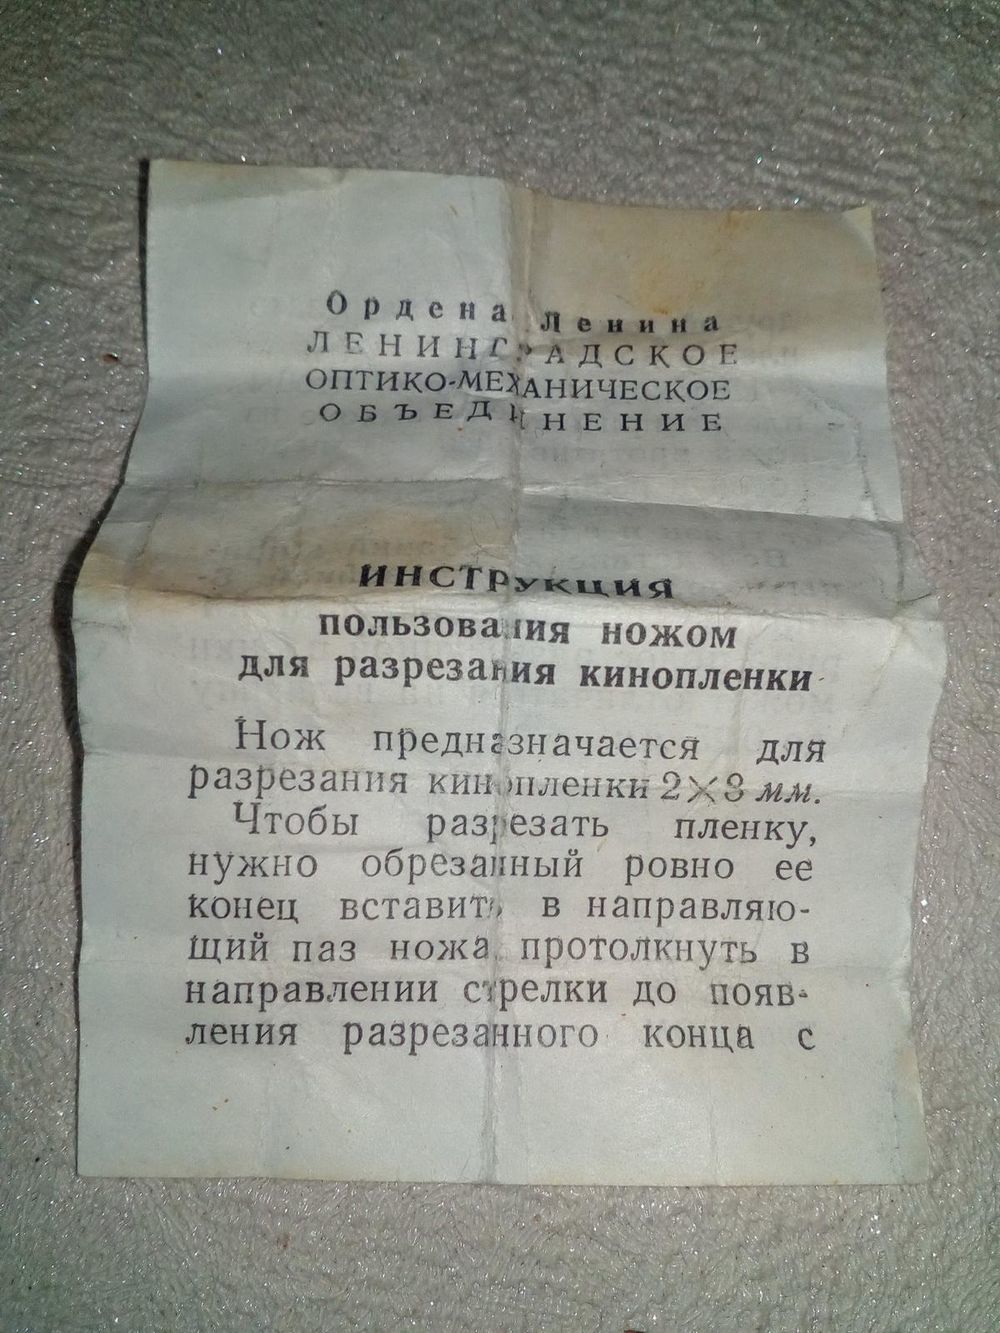 Ордена Ленина
ЛЕНИНГРАДСКОЕ
ОПТИКО-МЕХАНИЧЕСКОЕ
ОБЪЕДИНЕНИЕ
ИНСТРУКЦИЯ
пользования ножом
для разрезания кинопленки
Нож предназначается для
разрезания кинопленки 2×8 мм.
Чтобы разрезать пленку,
нужно обрезанный ровно ее
конец вставить в направляю-
щий паз ножа, протолкнуть в
направлении стрелки до появ-
ления разрезанного конца с